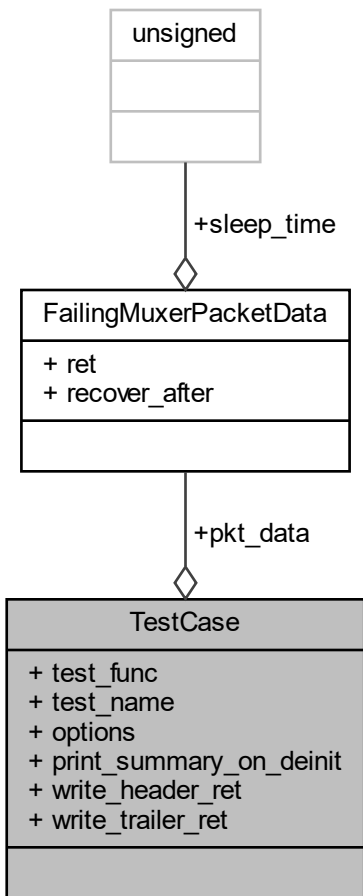 unsigned
+sleep_time
FailingMuxerPacketData
+ ret
+ recover_after
+pkt_data
TestCase
+ test_func
+ test_name
+ options
+ print_summary_on_deinit
+ write_header_ret
+ write_trailer_ret